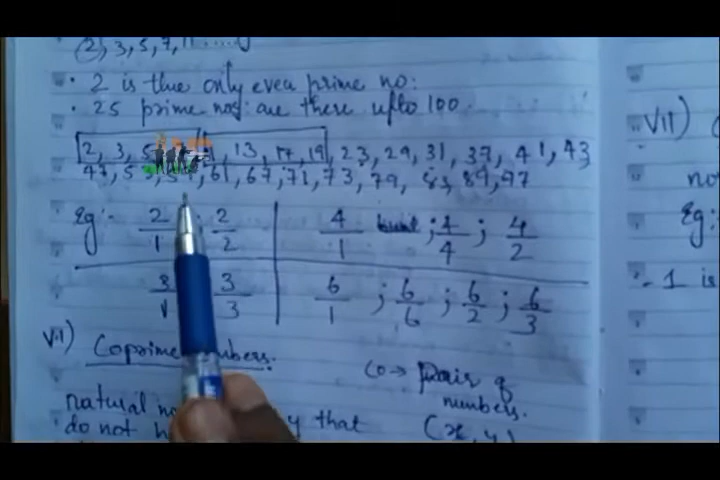 2, 3, 5, 7, 11
• 2 is the only even prime no:
• 25 prime nos: are there upto 100.
2, 3, 5, 13, 17, 19, 23, 29, 31, 37, 41, 43
47, 61, 67, 71, 73, 79, 83, 89, 97
Eg:- 2/1 ; 2/2 4/1 ; 4/4 ; 4/2
3/1 3/3 6/1 ; 6/6 ; 6/2 ; 6/3
VII) Coprime numbers.
Co → Pair of
numbers.
(x, y)
natural that
do not
VII)
no
Eg:
- 1 is